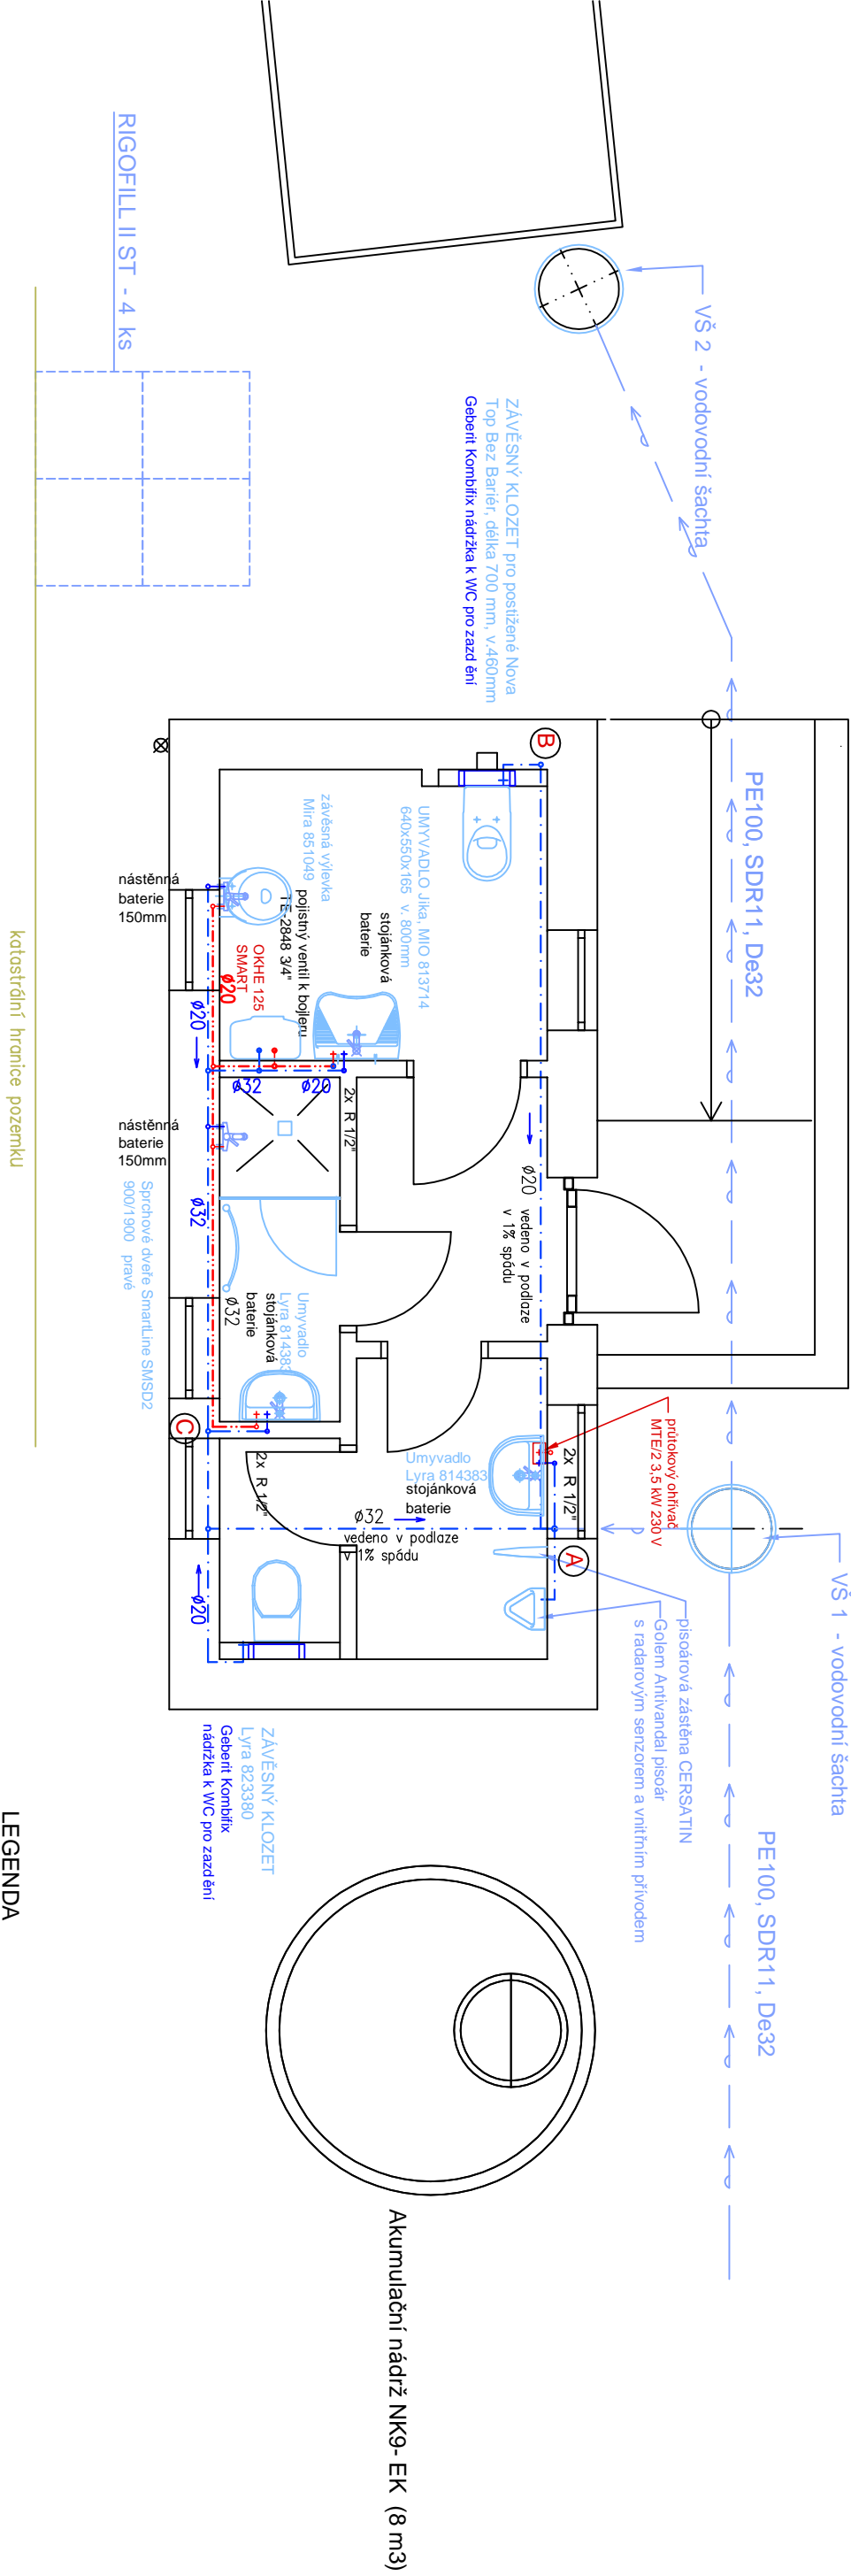 RIGOFILL II ST - 4 ks
VŠ 2 - vodovodní šachta
ZÁVĚSNÝ KLOZET pro postižené Nova
Top Bez Bariér, délka 700 mm, v.460mm
Geberit Kombifix nádržka k WC pro zazd ění
PE100, SDR11, De32
B
UMYVADLO Jika, MIO 813714
640x550x165 v. 800mm
stojánková
baterie
závěsná výlevka
Mira 851049
pojistný ventil k bojleru
TE-2848 3/4"
OKHE 125
SMART
Ø20
nástěnná
baterie
150mm
Ø20
Ø32
Ø20
2x R 1/2"
nástěnná
baterie
150mm
Ø32
Sprchové dveře SmartLine SMSD2
900/1900 pravé
Ø20 vedeno v podlaze
v 1% spádu
Umyvadlo
Lyra 814383
stojánková
baterie
Ø32
C
2x R 1/2"
průtokový ohřívač
MTE/2 3,5 kW 230 V
2x R 1/2"
Umyvadlo
Lyra 814383
stojánková
baterie
Ø32
vedeno v podlaze
v 1% spádu
A
Ø20
VŠ 1 - vodovodní šachta
pisoárová zástěna CERSATIN
Golem Antivandal pisoár
s radarovým senzorem a vnitřním přívodem
PE100, SDR11, De32
ZÁVĚSNÝ KLOZET
Lyra 823380
Geberit Kombifix
nádržka k WC pro zazdění
katastrální hranice pozemku
LEGENDA
Akumulační nádrž NK9- EK (8 m3)